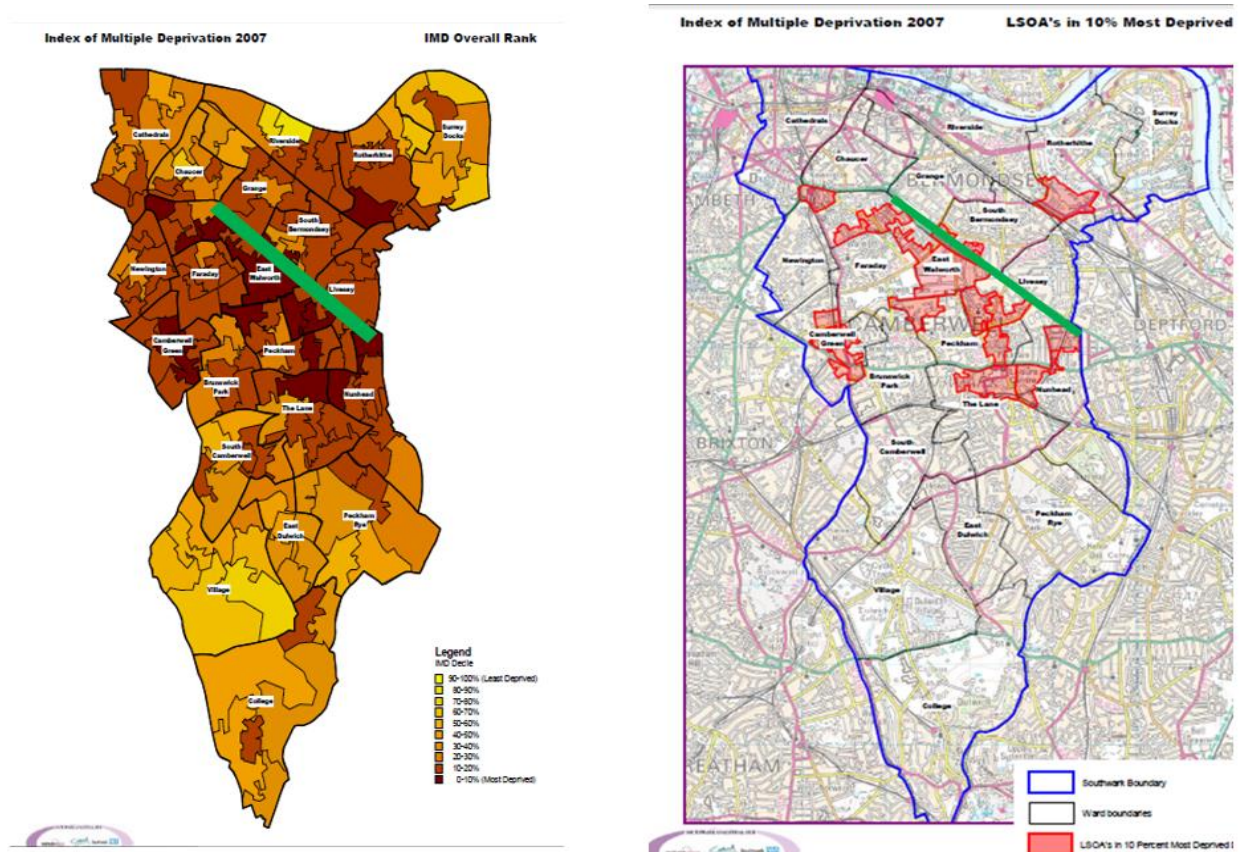 Index of Multiple Deprivation 2007
IMD Overall Rank
Cathedrals
Riverside
Surrey
Docks
Rotherhithe
Chaucer
Grange
South
Bermondsey
Newington
Faraday
East
Walworth
Livesey
Camberwell
Green
Peckham
Brunswick
Park
Nunhead
The Lane
South
Camberwell
Peckham
Rye
East
Dulwich
Village
College
Legend
IMD Decile
90-100% (Least Deprived)
80-90%
70-80%
60-70%
50-60%
40-50%
30-40%
20-30%
10-20%
0-10% (Most Deprived)
Index of Multiple Deprivation 2007
LSOA's in 10% Most Deprived
Cathedrals
Riverside
Surrey
Docks
Rotherhithe
Chaucer
Grange
BERMONDSE
AMBETH
South
Bermondsey
Newington
Faraday
East
Walworth
Livesey
AMBERWE
DEPTFORD
Camberwell
Green
Peckham
Brunswick
Park
Nunhead
The Lane
BRIXTON
South
Camberwell
Peckham
Rye
East
Dulwich
Village
College
REATHAM
Southwark Boundary
Ward boundaries
LSOA's in 10 Percent Most Deprived